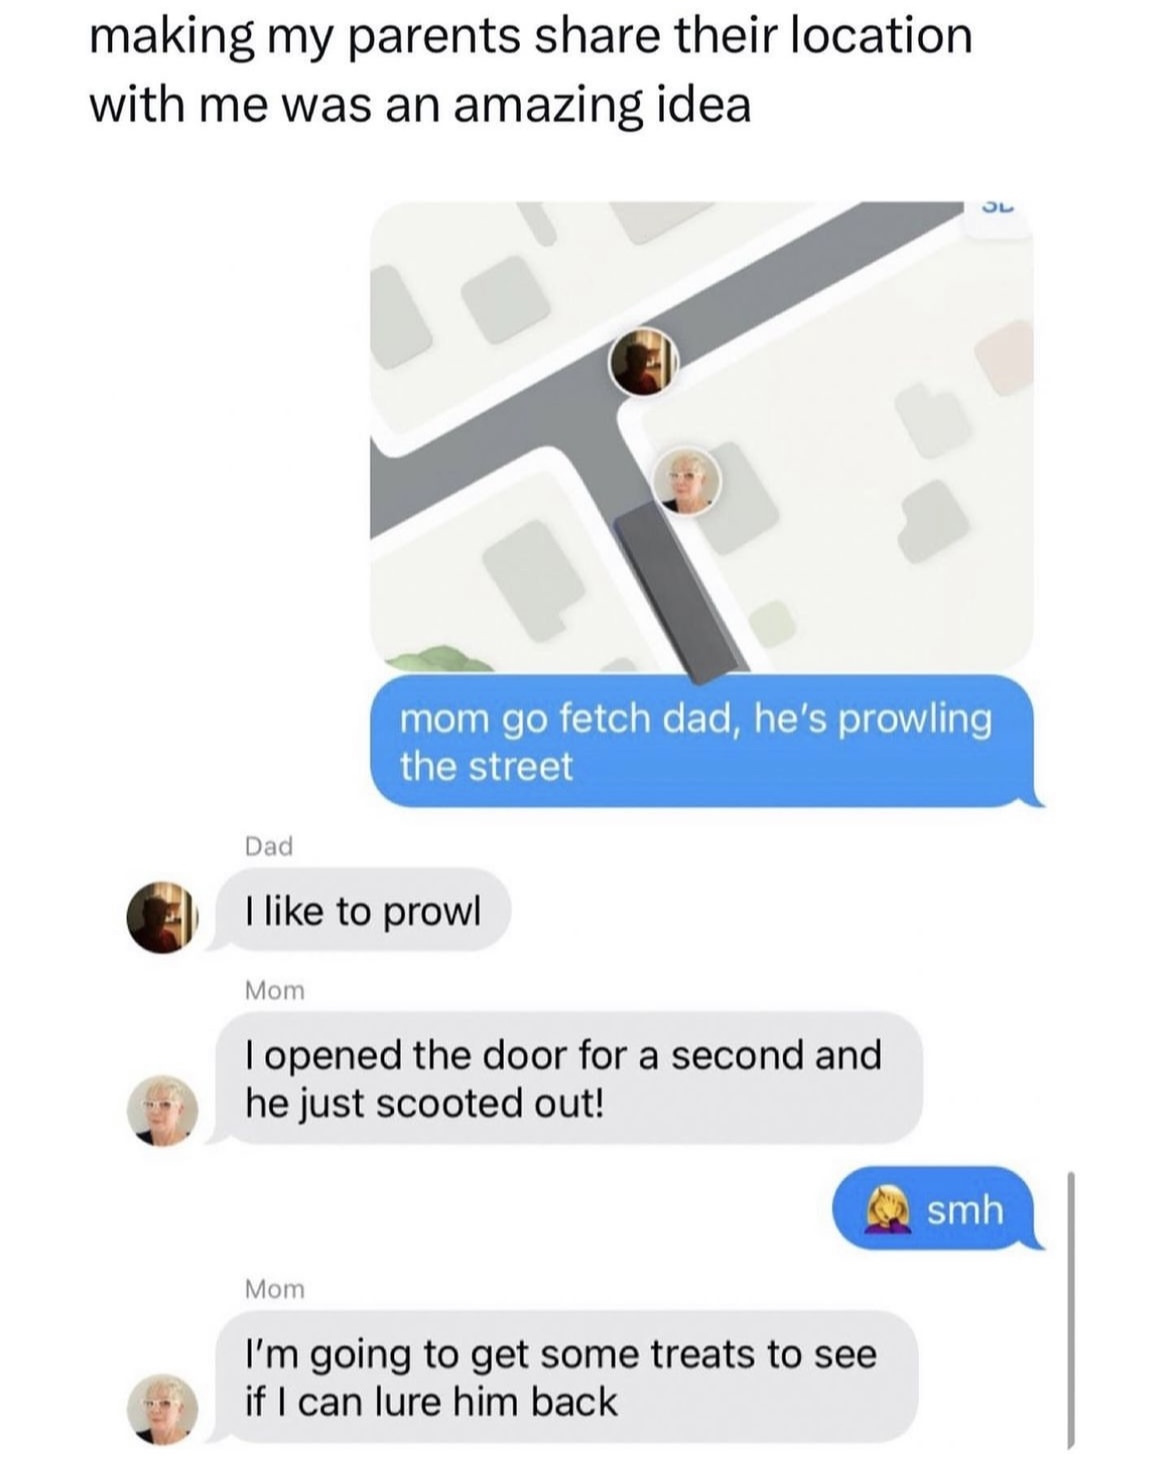 making my parents share their location
with me was an amazing idea
mom go fetch dad, he's prowling
the street
Dad
I like to prowl
Mom
I opened the door for a second and
he just scooted out!
🤦‍♀️ smh
Mom
I'm going to get some treats to see
if I can lure him back